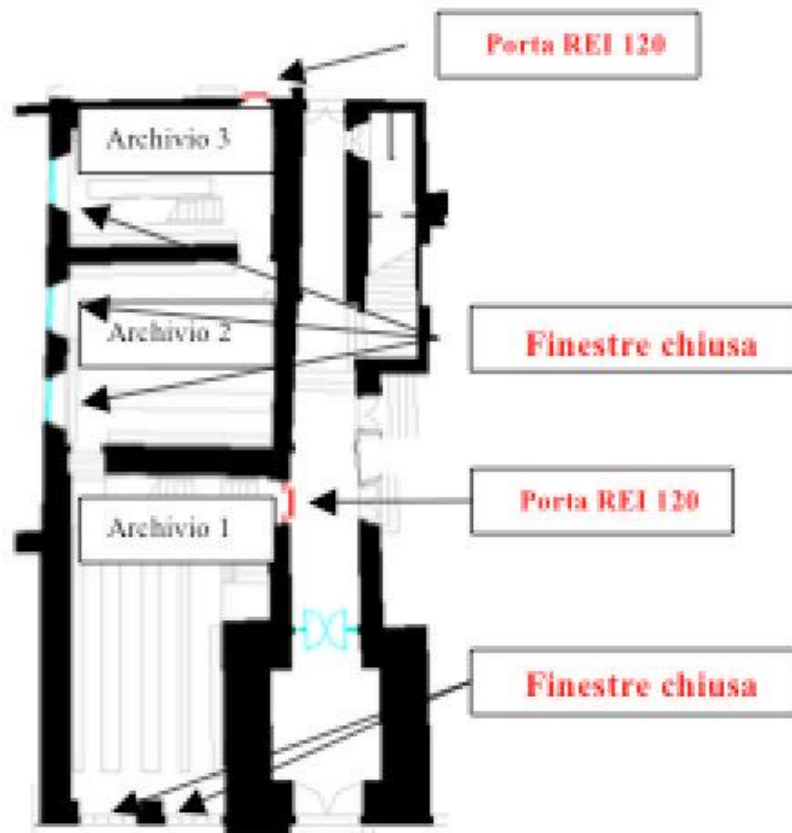 Porta REI 120
Archivio 3
Archivio 2
Finestre chiusa
Porta REI 120
Archivio 1
Finestre chiusa